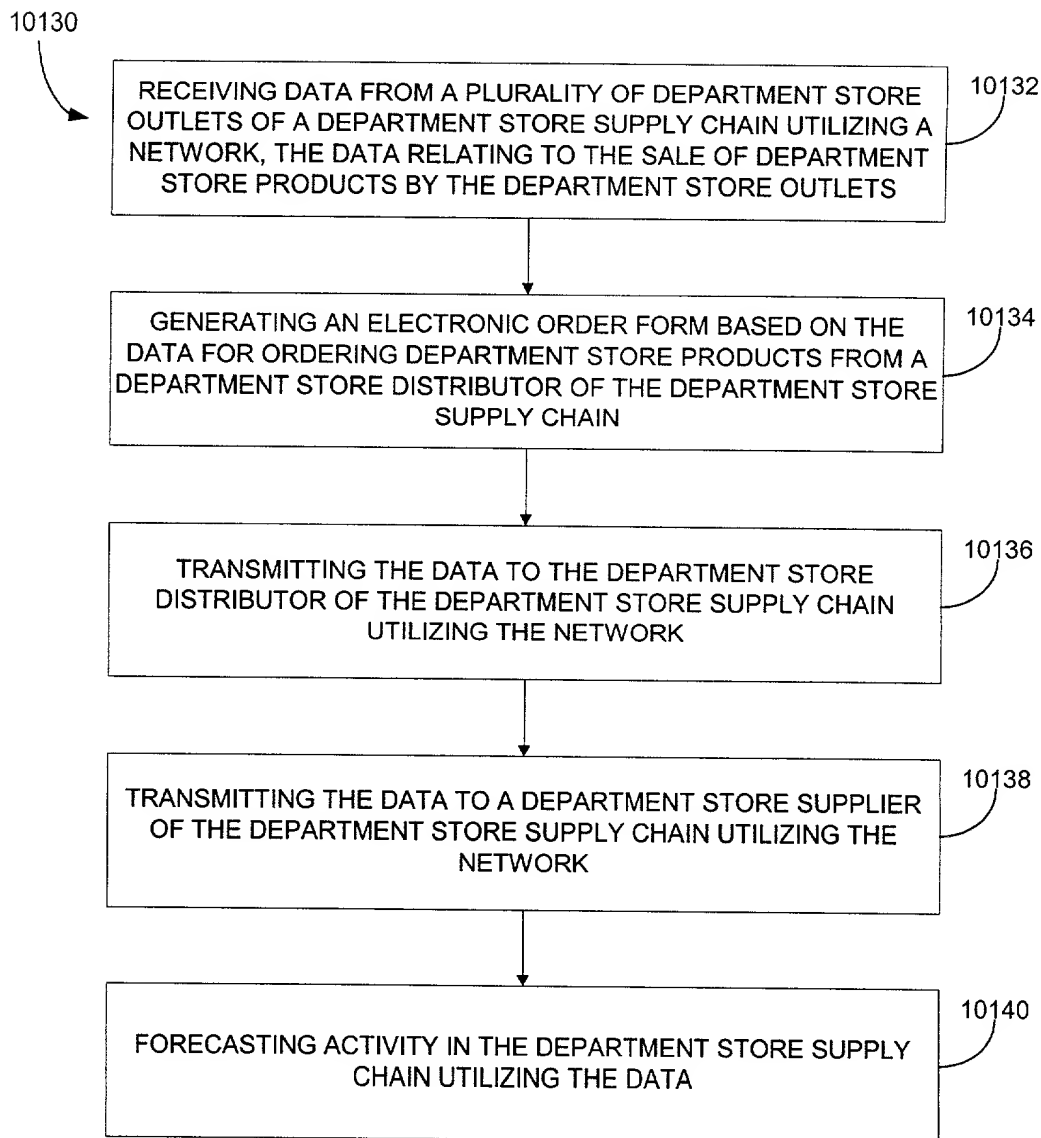 10130
10132
RECEIVING DATA FROM A PLURALITY OF DEPARTMENT STORE
OUTLETS OF A DEPARTMENT STORE SUPPLY CHAIN UTILIZING A
NETWORK, THE DATA RELATING TO THE SALE OF DEPARTMENT
STORE PRODUCTS BY THE DEPARTMENT STORE OUTLETS
10134
GENERATING AN ELECTRONIC ORDER FORM BASED ON THE
DATA FOR ORDERING DEPARTMENT STORE PRODUCTS FROM A
DEPARTMENT STORE DISTRIBUTOR OF THE DEPARTMENT STORE
SUPPLY CHAIN
10136
TRANSMITTING THE DATA TO THE DEPARTMENT STORE
DISTRIBUTOR OF THE DEPARTMENT STORE SUPPLY CHAIN
UTILIZING THE NETWORK
10138
TRANSMITTING THE DATA TO A DEPARTMENT STORE SUPPLIER
OF THE DEPARTMENT STORE SUPPLY CHAIN UTILIZING THE
NETWORK
10140
FORECASTING ACTIVITY IN THE DEPARTMENT STORE SUPPLY
CHAIN UTILIZING THE DATA